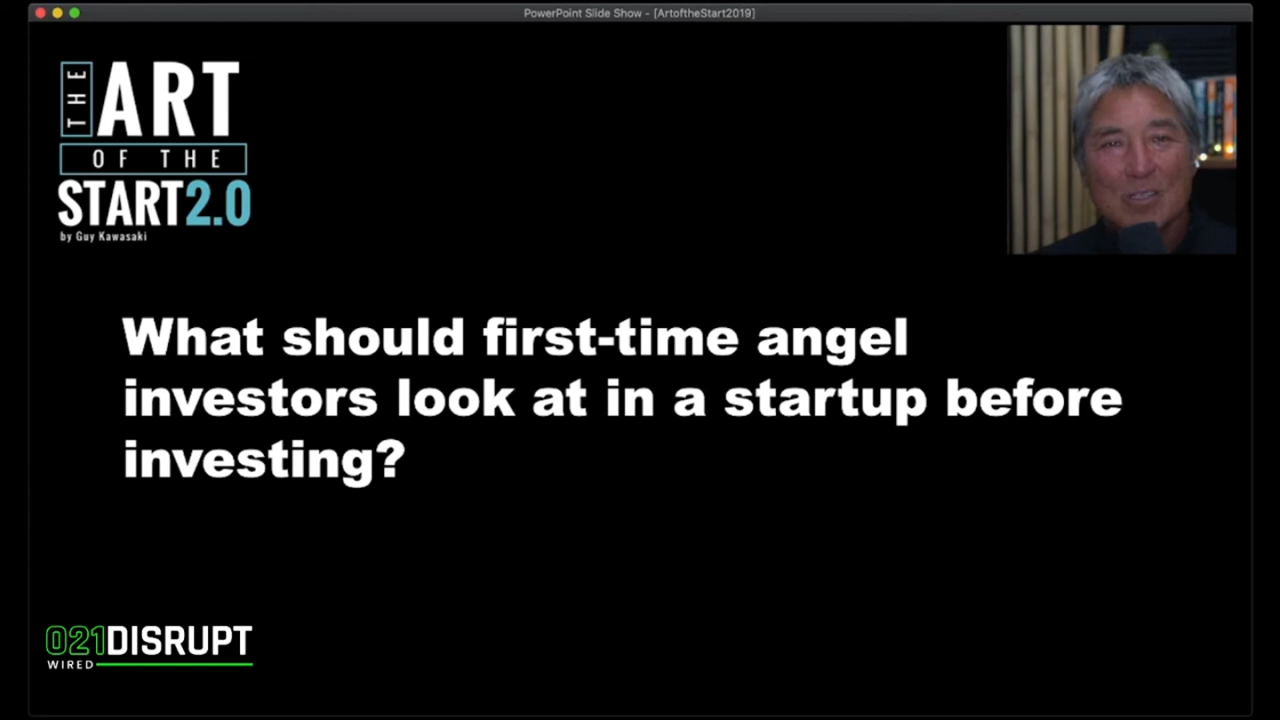 PowerPoint Slide Show - [ArtoftheStart2019]
THE
ART
OF THE
START2.0
by Guy Kawasaki
What should first-time angel
investors look at in a startup before
investing?
021DISRUPT
WIRED